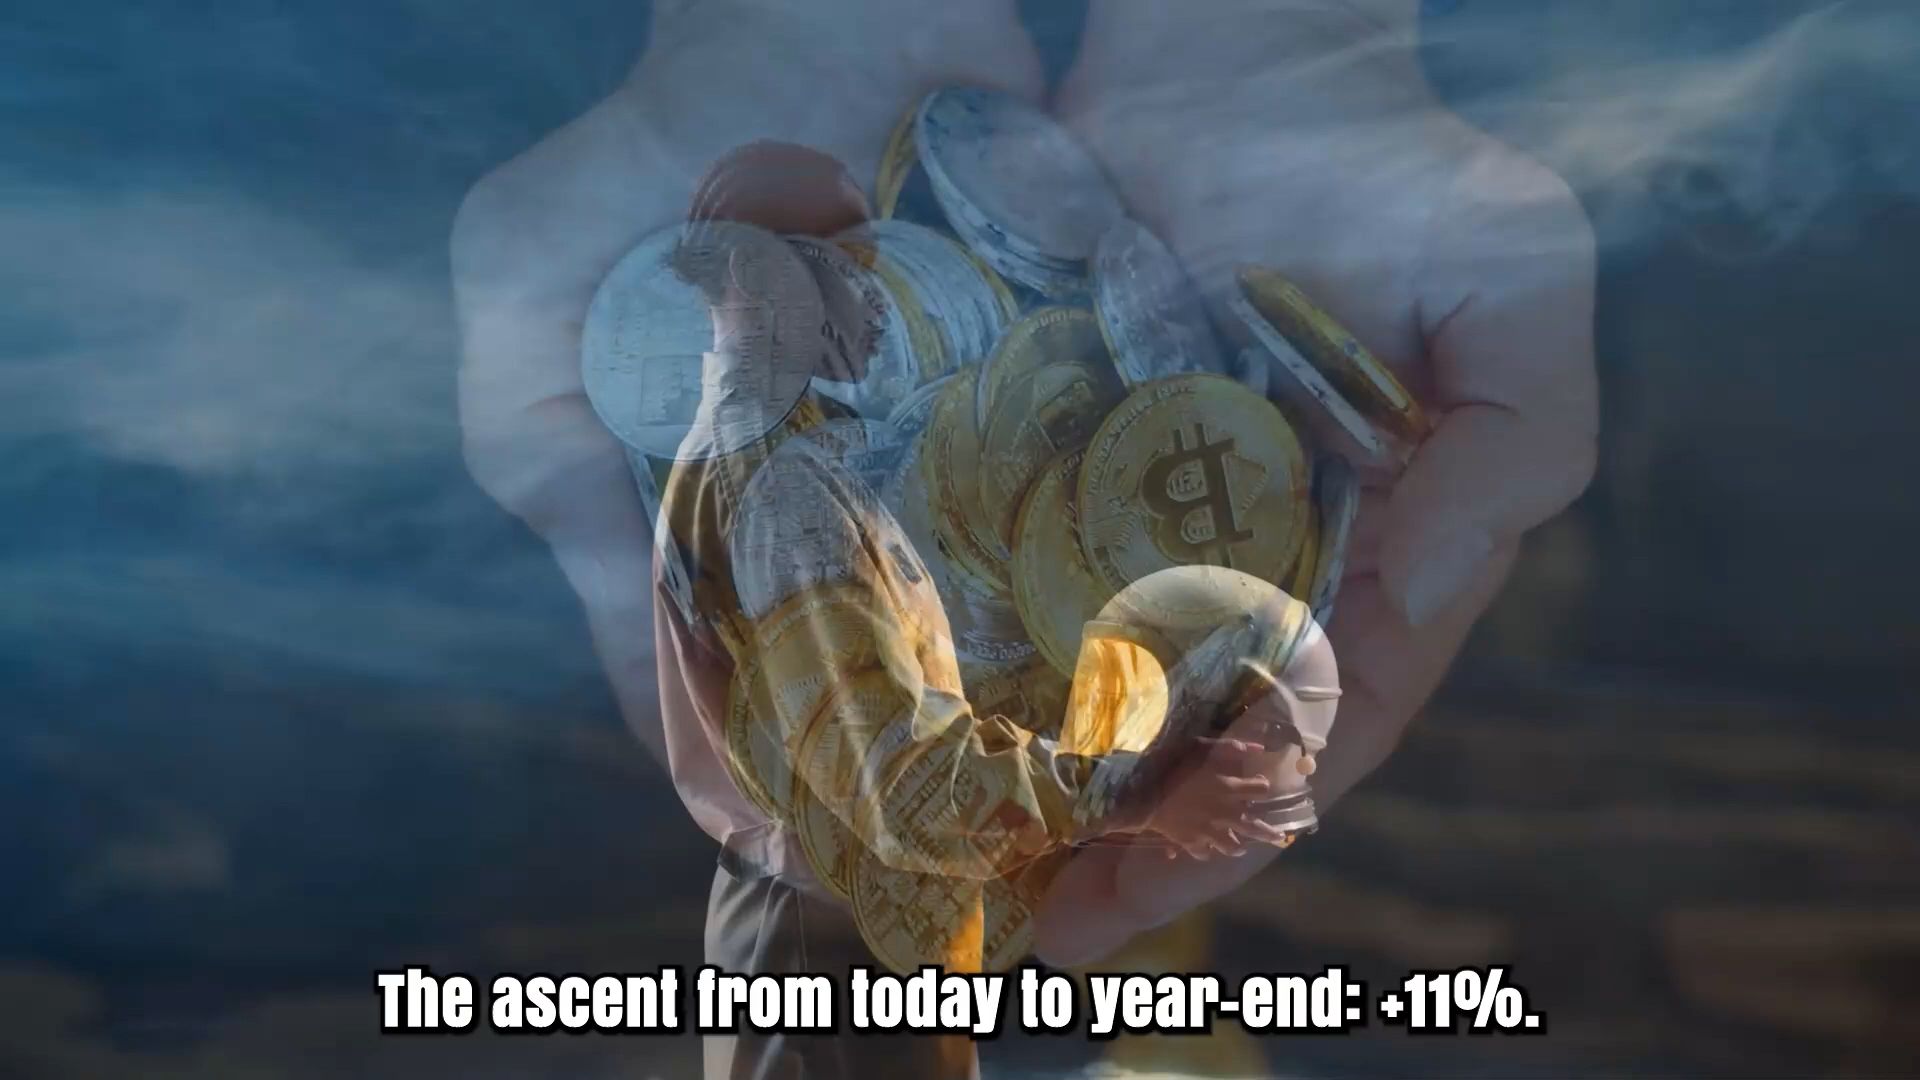 The ascent from today to year-end: +11%.